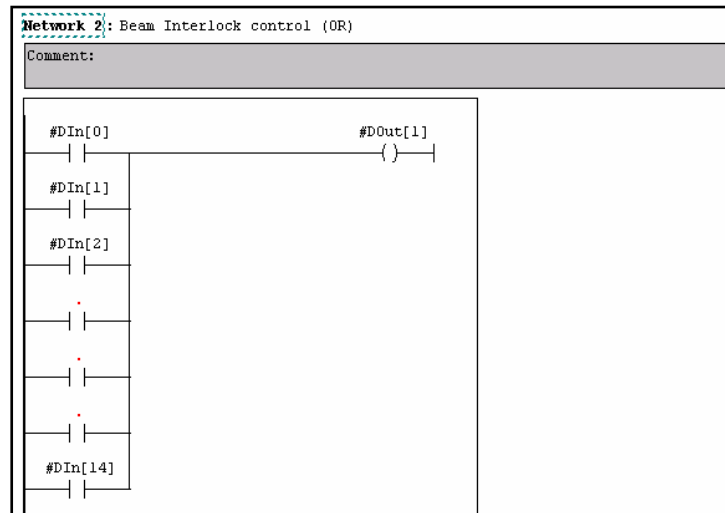 Network 2: Beam Interlock control (OR)
Comment:
#DIn[0] #DOut[1]
#DIn[1]
#DIn[2]
.
.
.
#DIn[14]